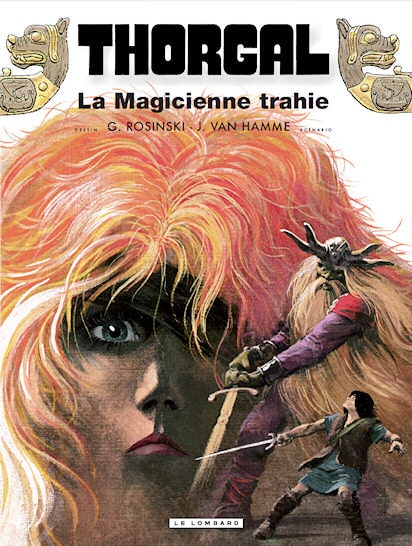 THORGAL
La Magicienne trahie
DESSIN G. ROSINSKI - J. VAN HAMME SCÉNARIO
LE LOMBARD